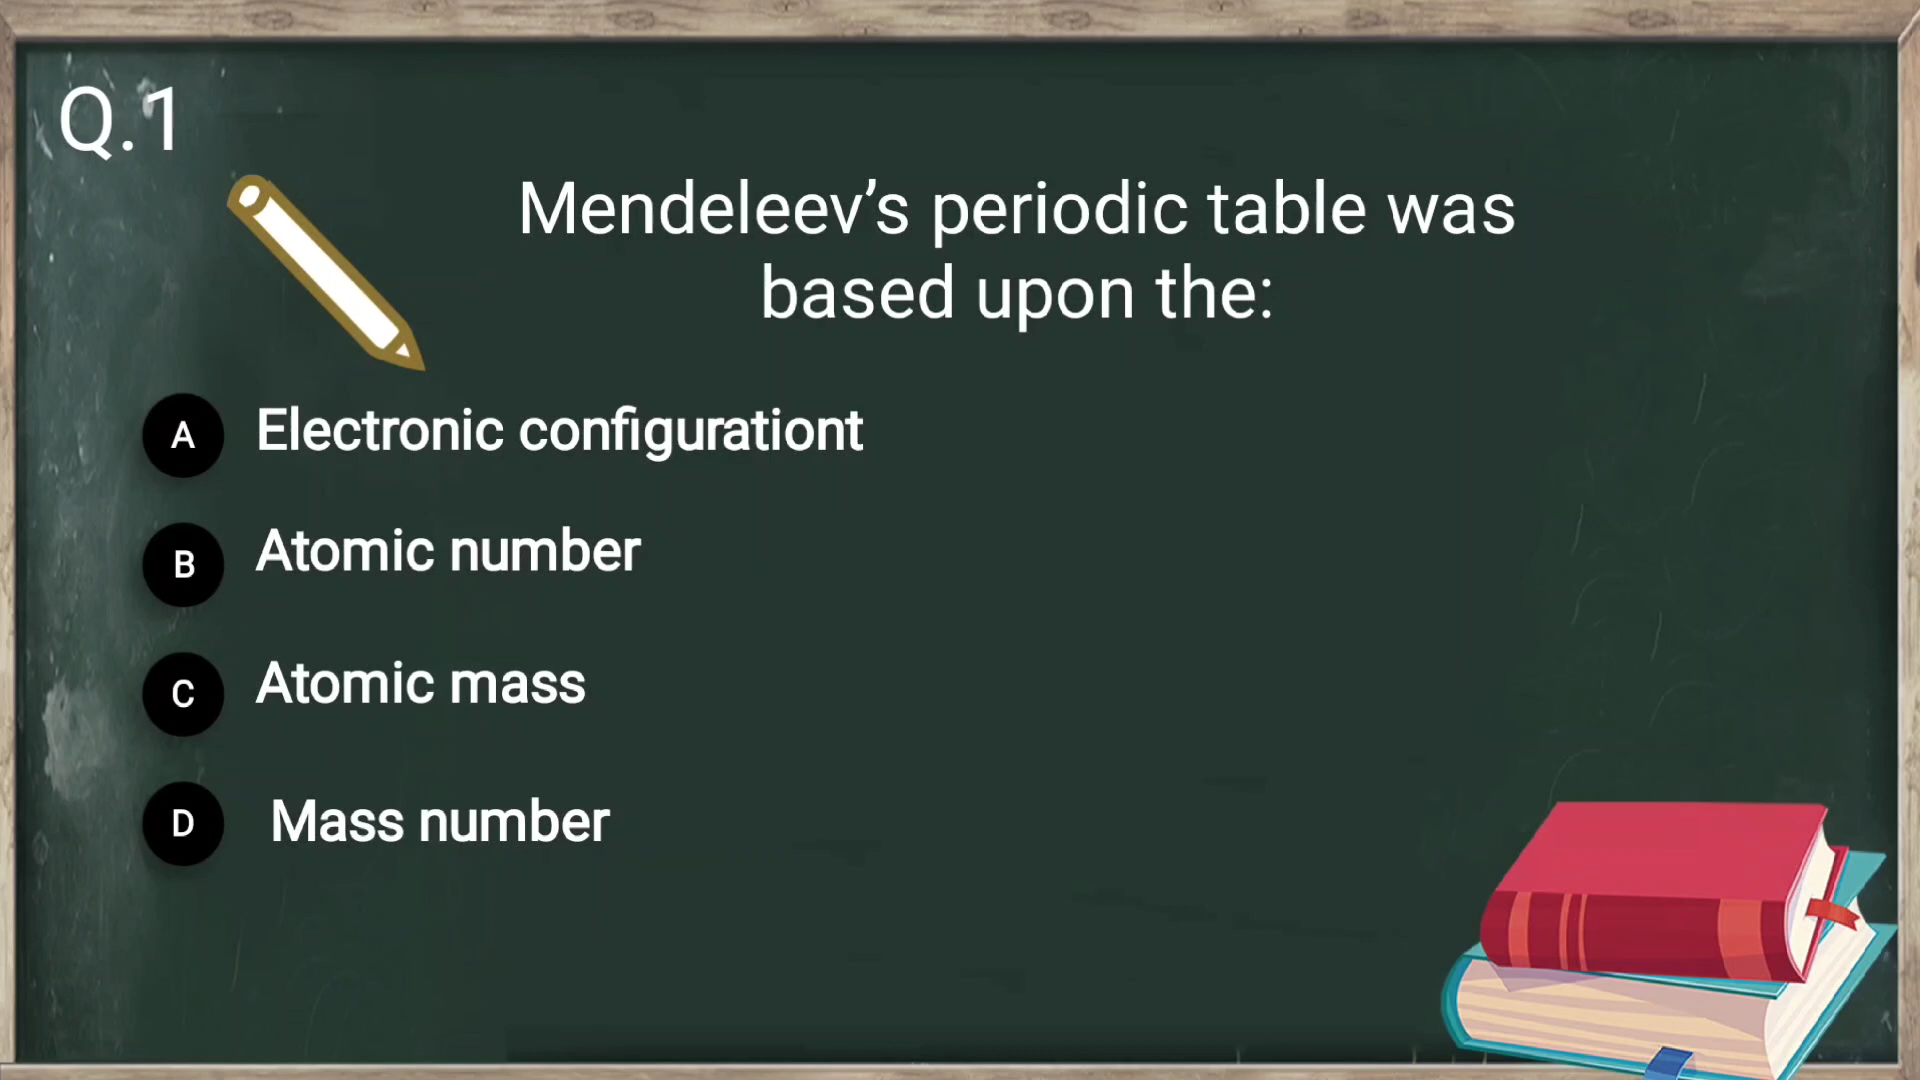 Q.1
Mendeleev’s periodic table was
based upon the:
A Electronic configurationt
B Atomic number
C Atomic mass
D Mass number